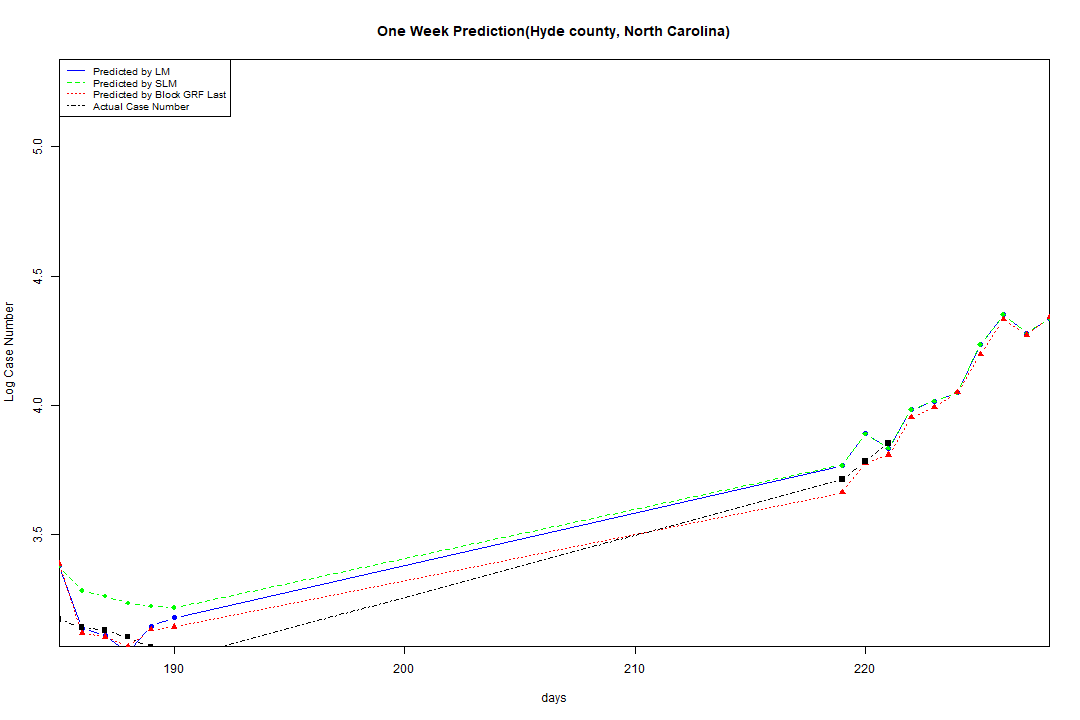 One Week Prediction(Hyde county, North Carolina)
Predicted by LM
Predicted by SLM
Predicted by Block GRF Last
Actual Case Number
5.0
4.5
4.0
3.5
Log Case Number
190 200 210 220
days